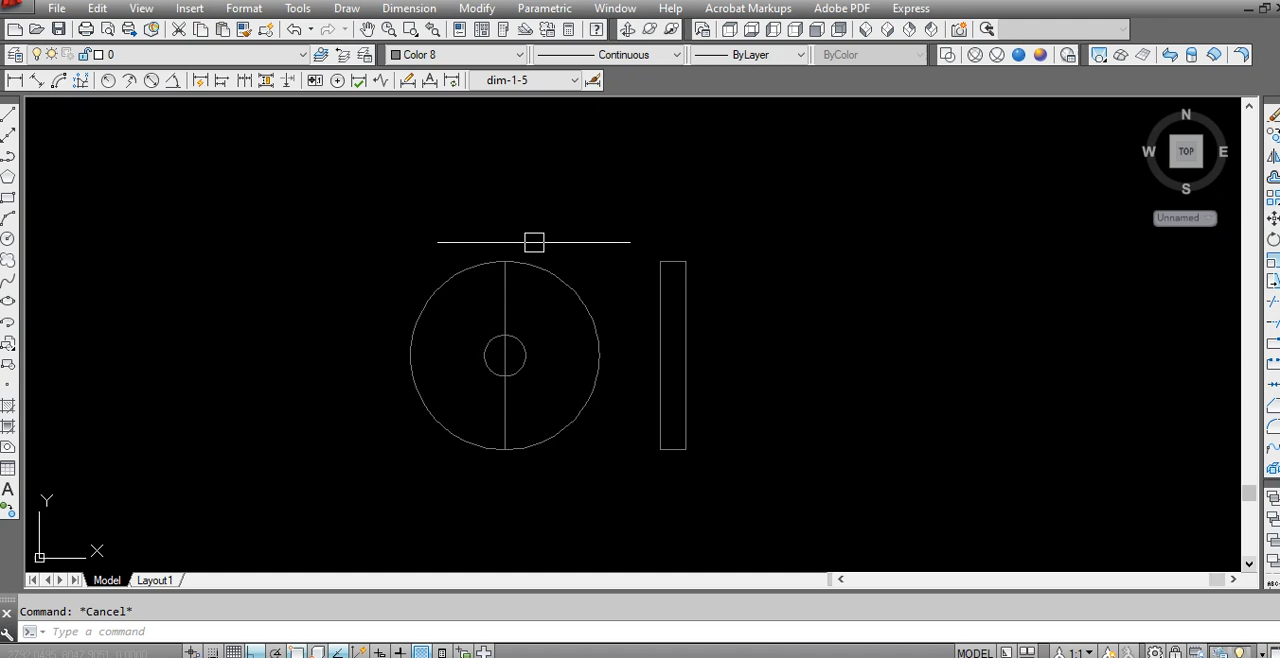 File Edit View Insert Format Tools Draw Dimension Modify Parametric Window Help Acrobat Markups Adobe PDF Express
0 Color 8 Continuous ByLayer ByColor
dim-1-5
N
W TOP E
S
Unnamed
Y
X
A
Model Layout1
Command: *Cancel*
Type a command
MODEL 1:1